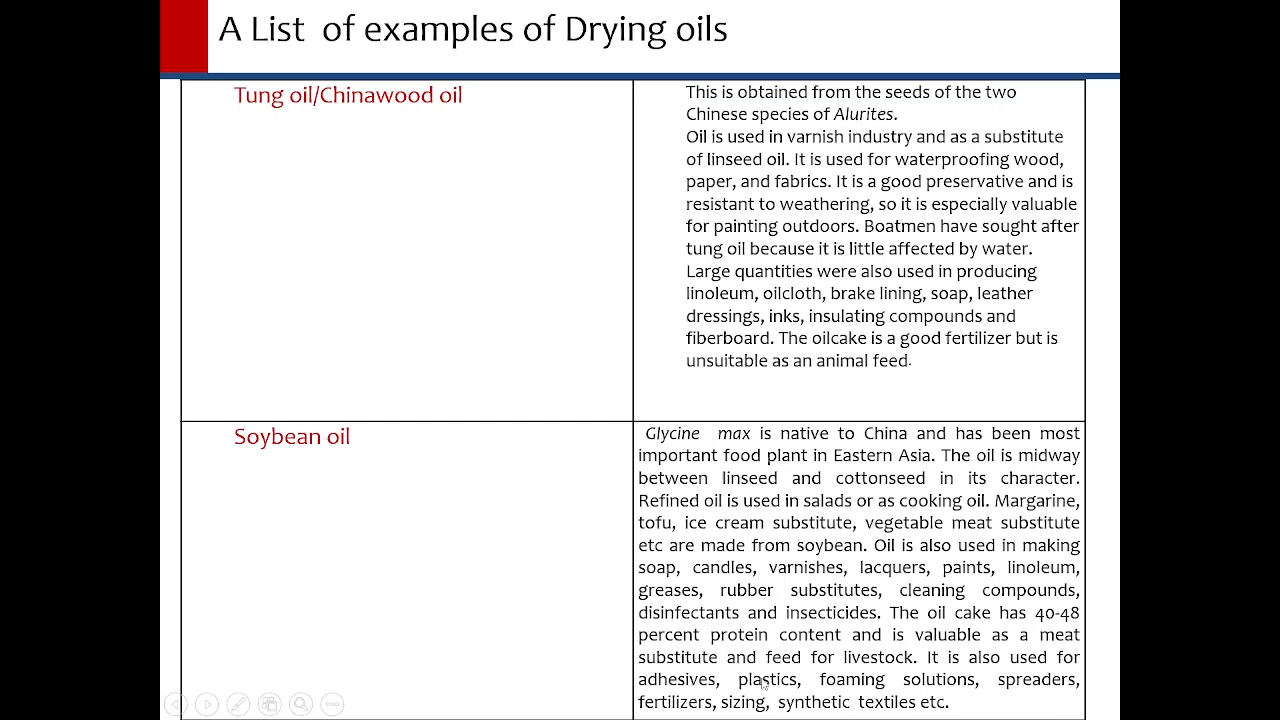 A List of examples of Drying oils
Tung oil/Chinawood oil
This is obtained from the seeds of the two
Chinese species of Alurites.
Oil is used in varnish industry and as a substitute
of linseed oil. It is used for waterproofing wood,
paper, and fabrics. It is a good preservative and is
resistant to weathering, so it is especially valuable
for painting outdoors. Boatmen have sought after
tung oil because it is little affected by water.
Large quantities were also used in producing
linoleum, oilcloth, brake lining, soap, leather
dressings, inks, insulating compounds and
fiberboard. The oilcake is a good fertilizer but is
unsuitable as an animal feed.
Soybean oil
Glycine max is native to China and has been most
important food plant in Eastern Asia. The oil is midway
between linseed and cottonseed in its character.
Refined oil is used in salads or as cooking oil. Margarine,
tofu, ice cream substitute, vegetable meat substitute
etc are made from soybean. Oil is also used in making
soap, candles, varnishes, lacquers, paints, linoleum,
greases, rubber substitutes, cleaning compounds,
disinfectants and insecticides. The oil cake has 40-48
percent protein content and is valuable as a meat
substitute and feed for livestock. It is also used for
adhesives, plastics, foaming solutions, spreaders,
fertilizers, sizing, synthetic textiles etc.